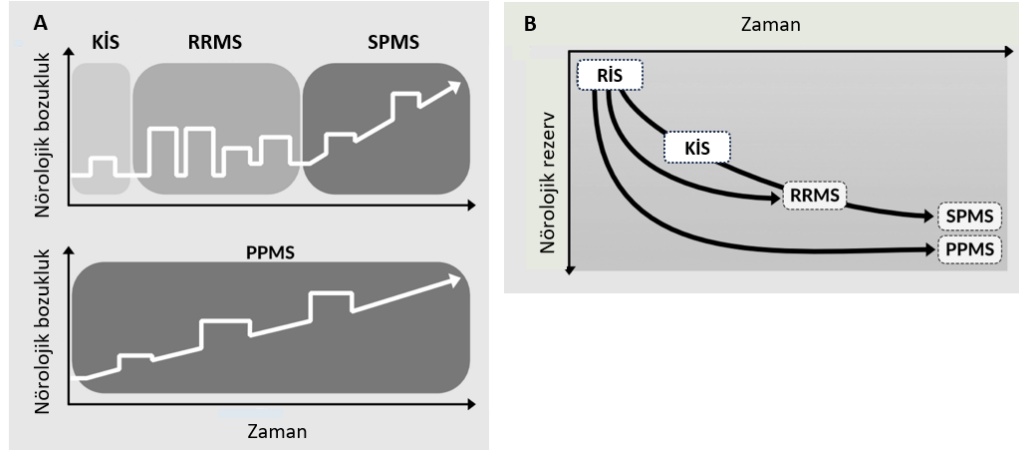 A
KİS
RRMS
SPMS
Nörolojik bozukluk
PPMS
Nörolojik bozukluk
Zaman
B
Zaman
Nörolojik rezerv
RİS
KİS
RRMS
SPMS
PPMS